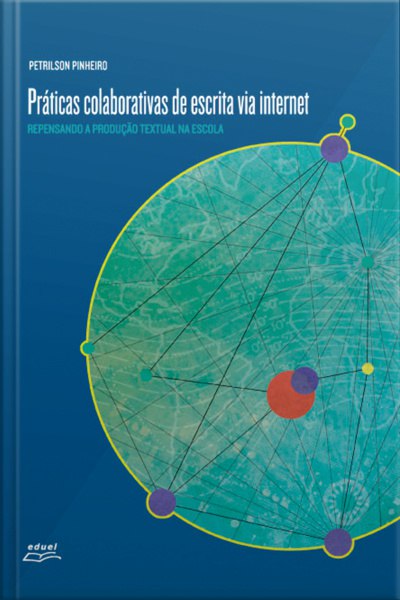 PETRILSON PINHEIRO
Práticas colaborativas de escrita via internet
REPENSANDO A PRODUÇÃO TEXTUAL NA ESCOLA
eduel